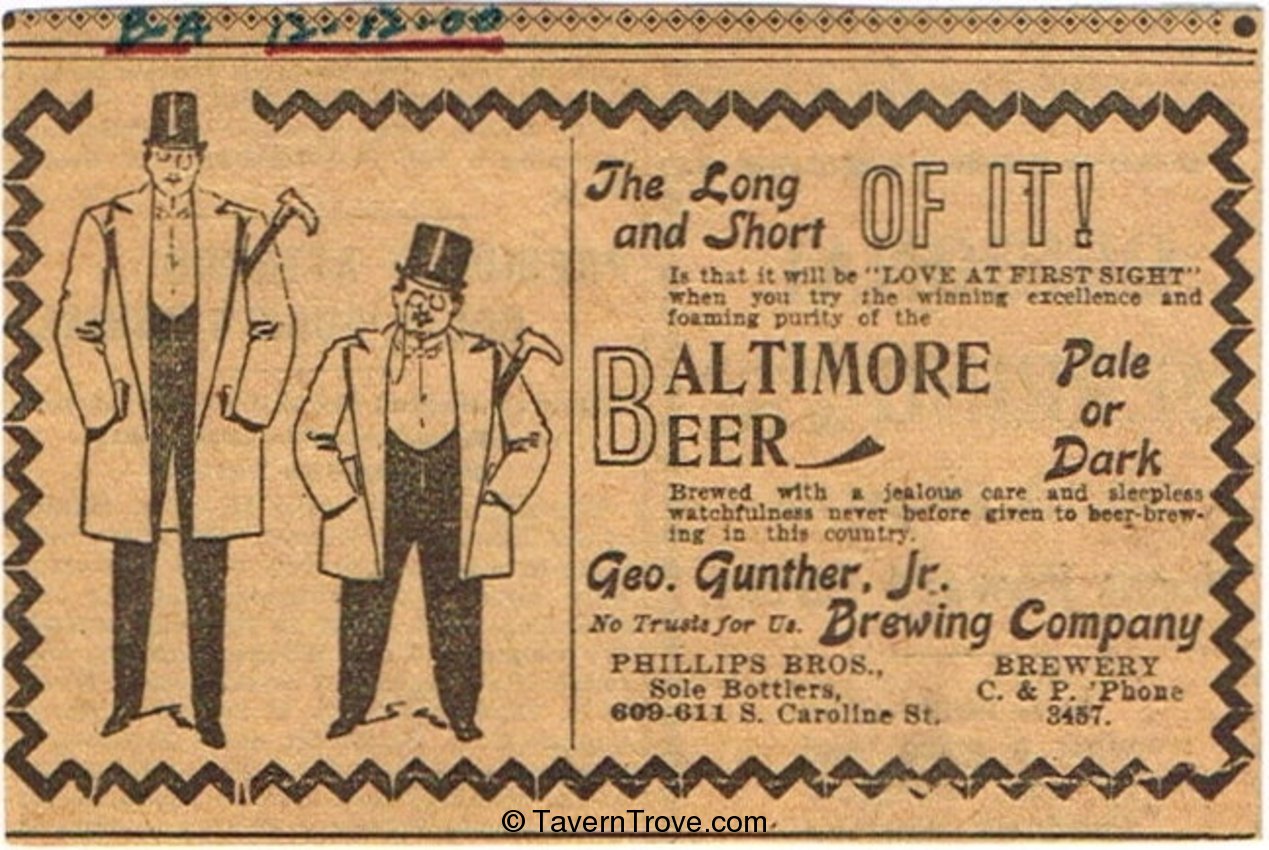 B-A 12-12-00
The Long
and Short OF IT!
Is that it will be "LOVE AT FIRST SIGHT"
when you try the winning excellence and
foaming purity of the
BALTIMORE
BEER
Pale
or
Dark
Brewed with a jealous care and sleepless
watchfulness never before given to beer-brew-
ing in this country.
Geo. Gunther, Jr.
No Trusts for Us. Brewing Company
PHILLIPS BROS.,
Sole Bottlers,
609-611 S. Caroline St.
BREWERY
C. & P. 'Phone
3457.
© TavernTrove.com